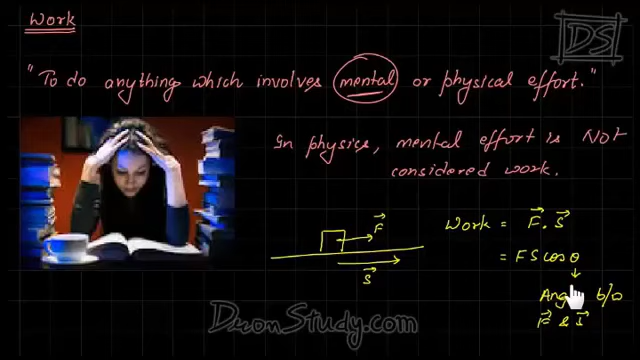 Work
DS
"To do anything which involves mental or physical effort."
In physics, mental effort is NOT
considered work.
Work = F⃗ . S⃗
= F S cos θ
F⃗
S⃗
Ang b/w
F⃗ & S⃗
DronStudy.com